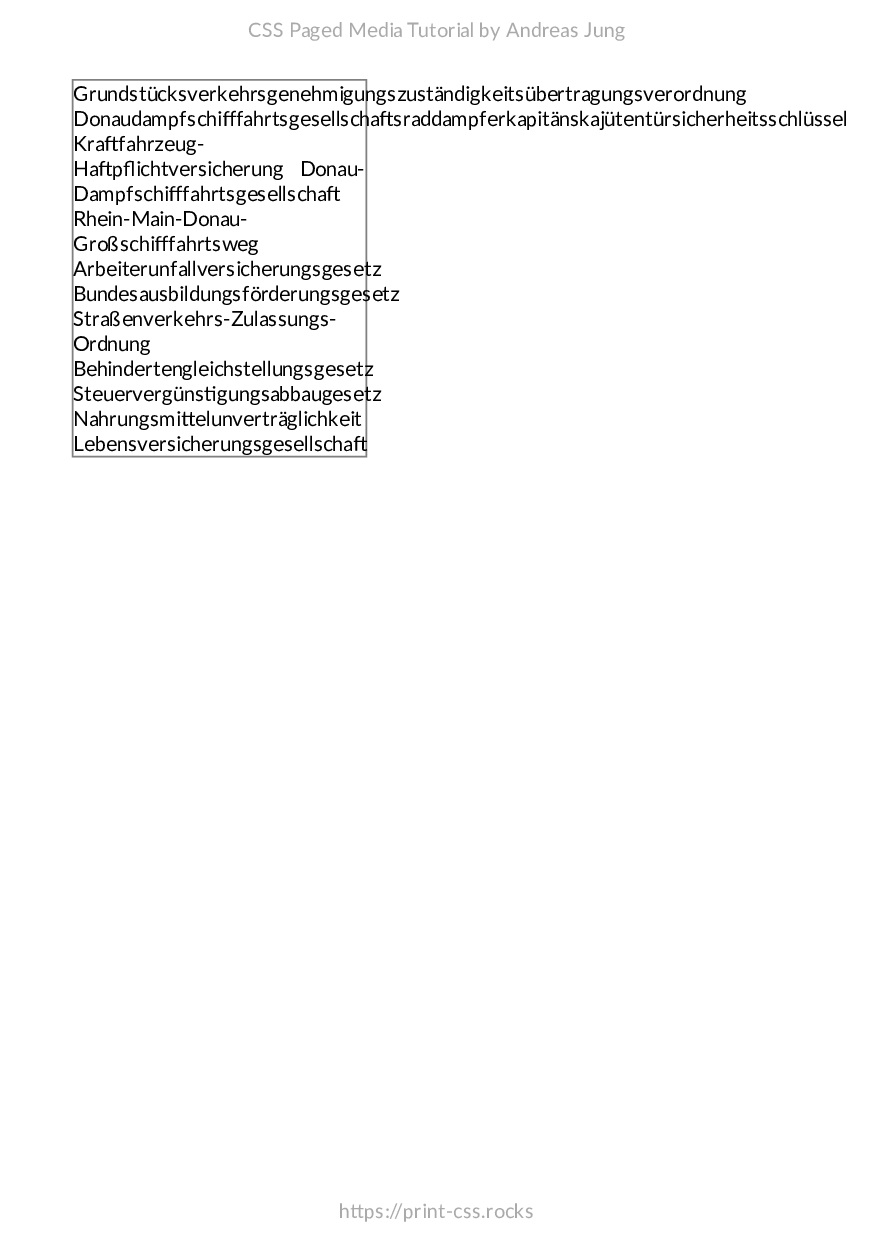 CSS Paged Media Tutorial by Andreas Jung
Grundstücksverkehrsgenehmigungszuständigkeitsübertragungsverordnung
Donaudampfschifffahrtsgesellschaftsraddampferkapitänskajütentürsicherheitsschlüssel
Kraftfahrzeug-
Haftpflichtversicherung Donau-
Dampfschifffahrtsgesellschaft
Rhein-Main-Donau-
Großschifffahrtsweg
Arbeiterunfallversicherungsgesetz
Bundesausbildungsförderungsgesetz
Straßenverkehrs-Zulassungs-
Ordnung
Behindertengleichstellungsgesetz
Steuervergünstigungsabbaugesetz
Nahrungsmittelunverträglichkeit
Lebensversicherungsgesellschaft
https://print-css.rocks